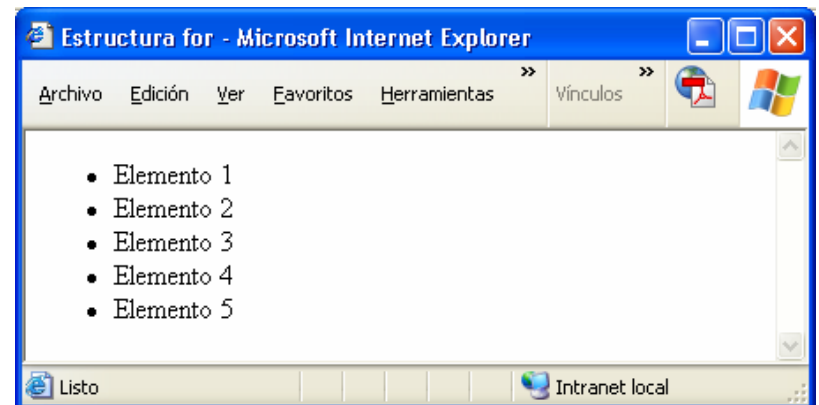 Estructura for - Microsoft Internet Explorer
Archivo Edición Ver Favoritos Herramientas » Vínculos »
• Elemento 1
• Elemento 2
• Elemento 3
• Elemento 4
• Elemento 5
Listo Intranet local